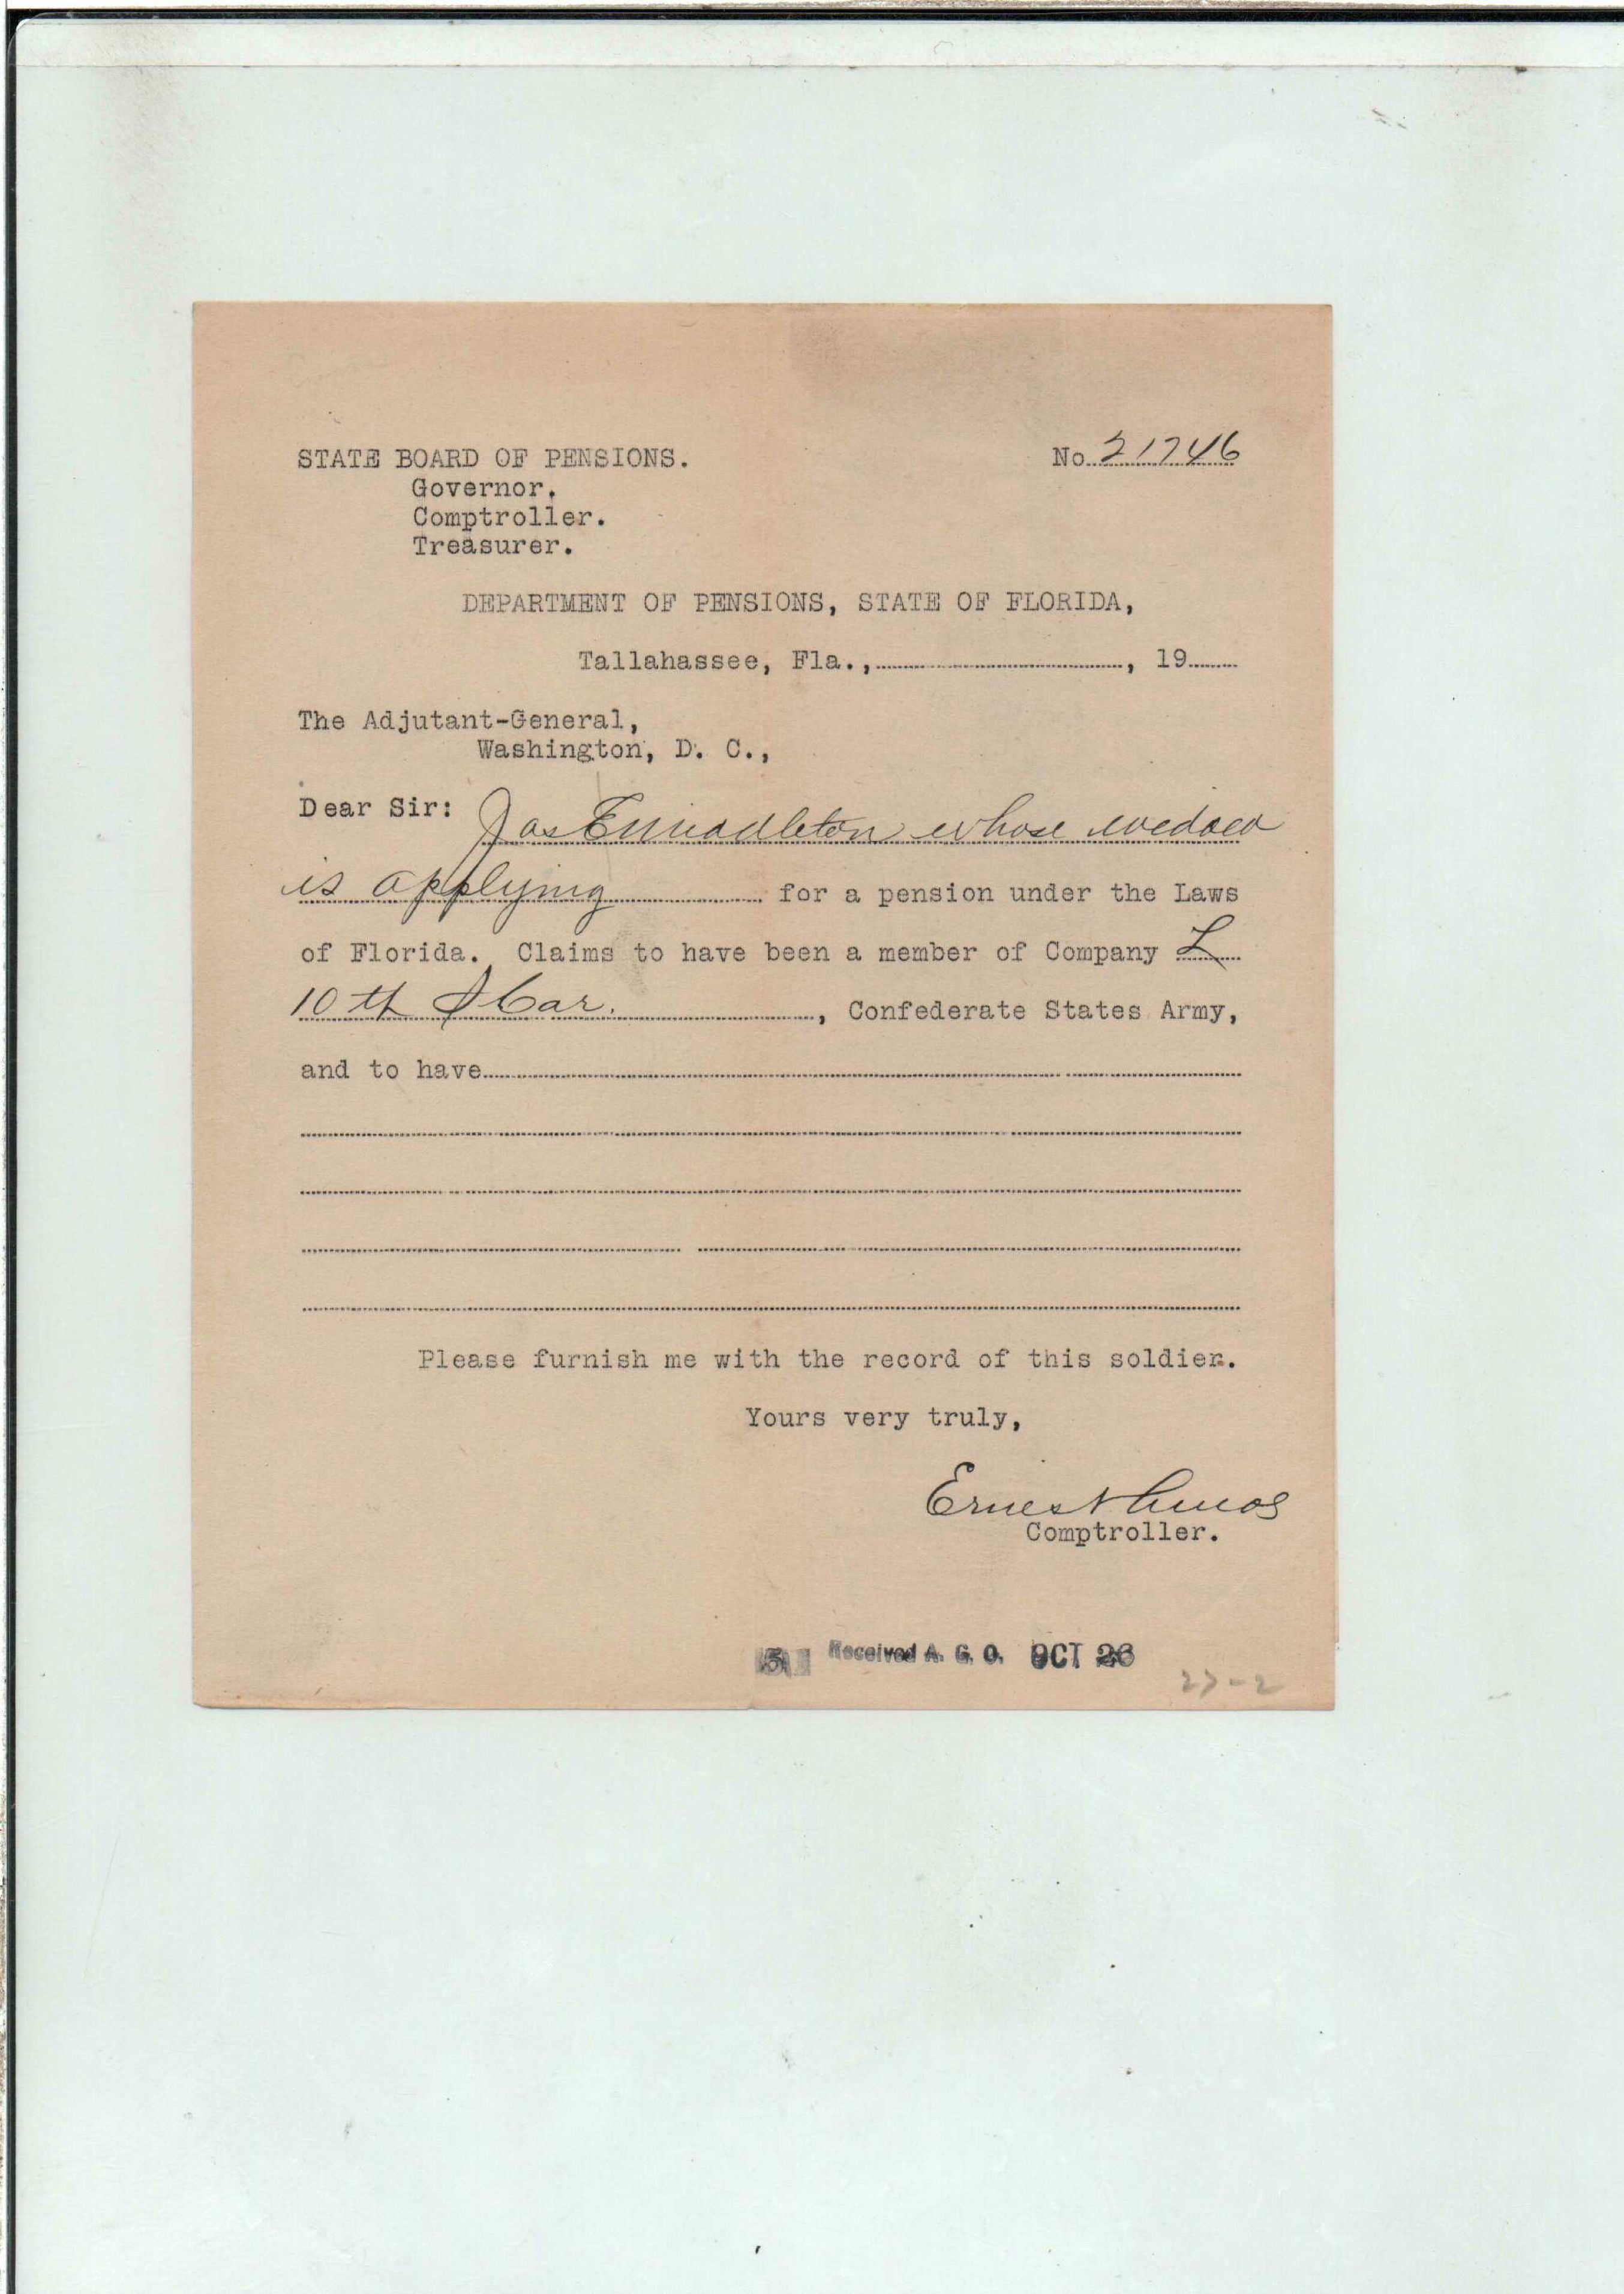 STATE BOARD OF PENSIONS.
No. 21746
Governor.
Comptroller.
Treasurer.
DEPARTMENT OF PENSIONS, STATE OF FLORIDA,
Tallahassee, Fla., , 19
The Adjutant-General,
Washington, D. C.,
Dear Sir: Jas E Middleton whose widow
is applying for a pension under the Laws
of Florida. Claims to have been a member of Company L
10th S Car. , Confederate States Army,
and to have
Please furnish me with the record of this soldier.
Yours very truly,
Ernest Amos
Comptroller.
Received A. G. O. OCT 26